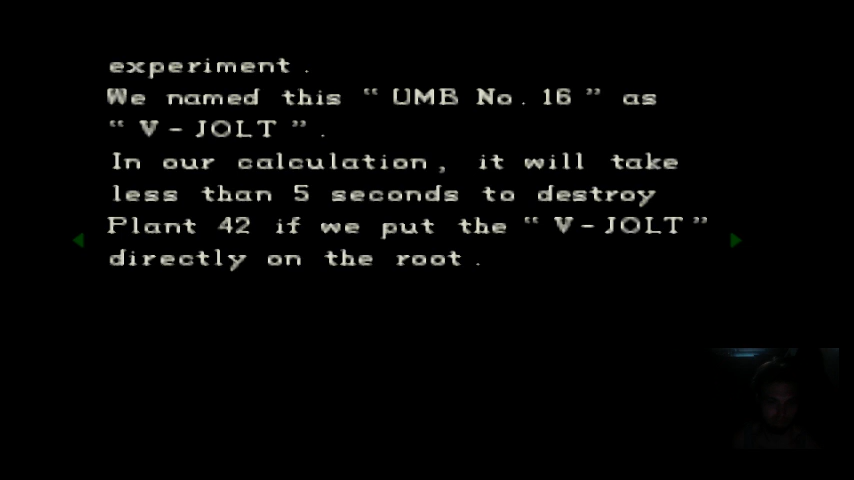 experiment .
We named this “ UMB No. 16 ” as
“ V - JOLT ” .
In our calculation , it will take
less than 5 seconds to destroy
Plant 42 if we put the “ V - JOLT ”
directly on the root .